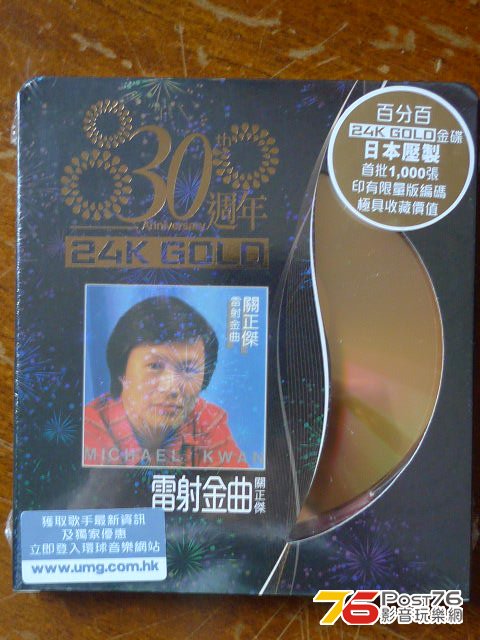 30th
週年
Anniversary
24K GOLD
百分百
24K GOLD金碟
日本壓製
首批1,000張
印有限量版編碼
極具收藏價值
關正傑
雷射金曲
MICHAEL KWAN
雷射金曲
關正傑
獲取歌手最新資訊
及獨家優惠
立即登入環球音樂網站
www.umg.com.hk
76 Post76
影音玩樂網